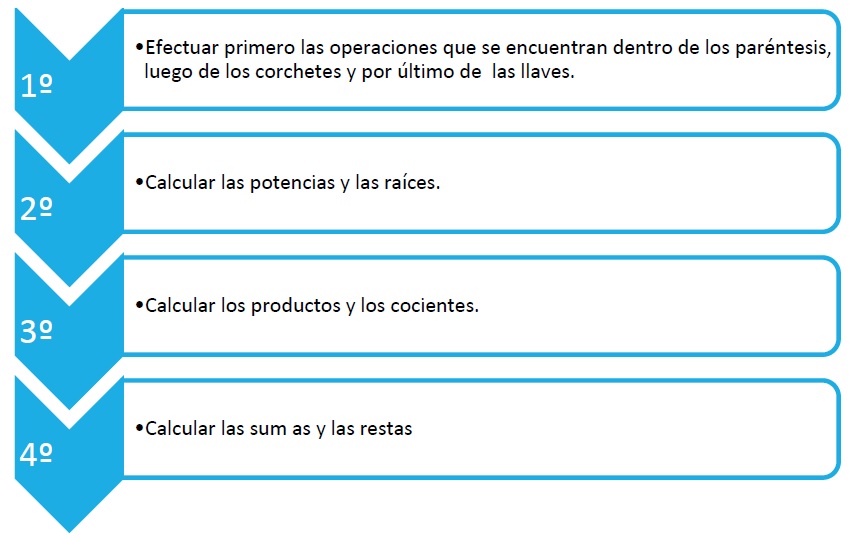 1º
•Efectuar primero las operaciones que se encuentran dentro de los paréntesis,
luego de los corchetes y por último de  las llaves.
2º
•Calcular las potencias y las raíces.
3º
•Calcular los productos y los cocientes.
4º
•Calcular las sum as y las restas